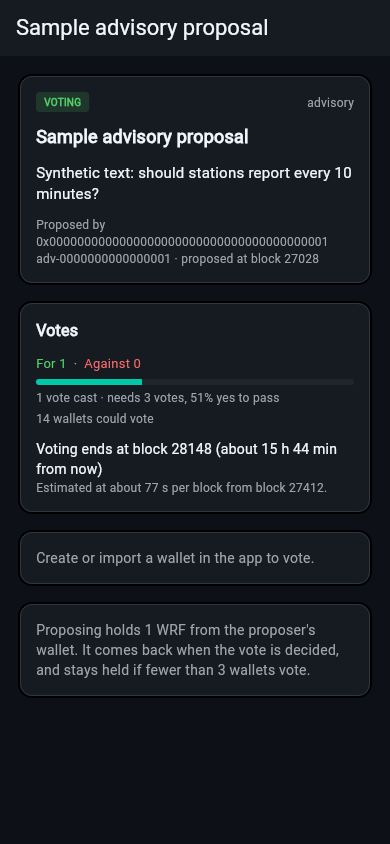 Sample advisory proposal
VOTING
advisory
Sample advisory proposal
Synthetic text: should stations report every 10
minutes?
Proposed by
0x0000000000000000000000000000000000000001
adv-0000000000000001 · proposed at block 27028
Votes
For 1 · Against 0
1 vote cast · needs 3 votes, 51% yes to pass
14 wallets could vote
Voting ends at block 28148 (about 15 h 44 min
from now)
Estimated at about 77 s per block from block 27412.
Create or import a wallet in the app to vote.
Proposing holds 1 WRF from the proposer's
wallet. It comes back when the vote is decided,
and stays held if fewer than 3 wallets vote.